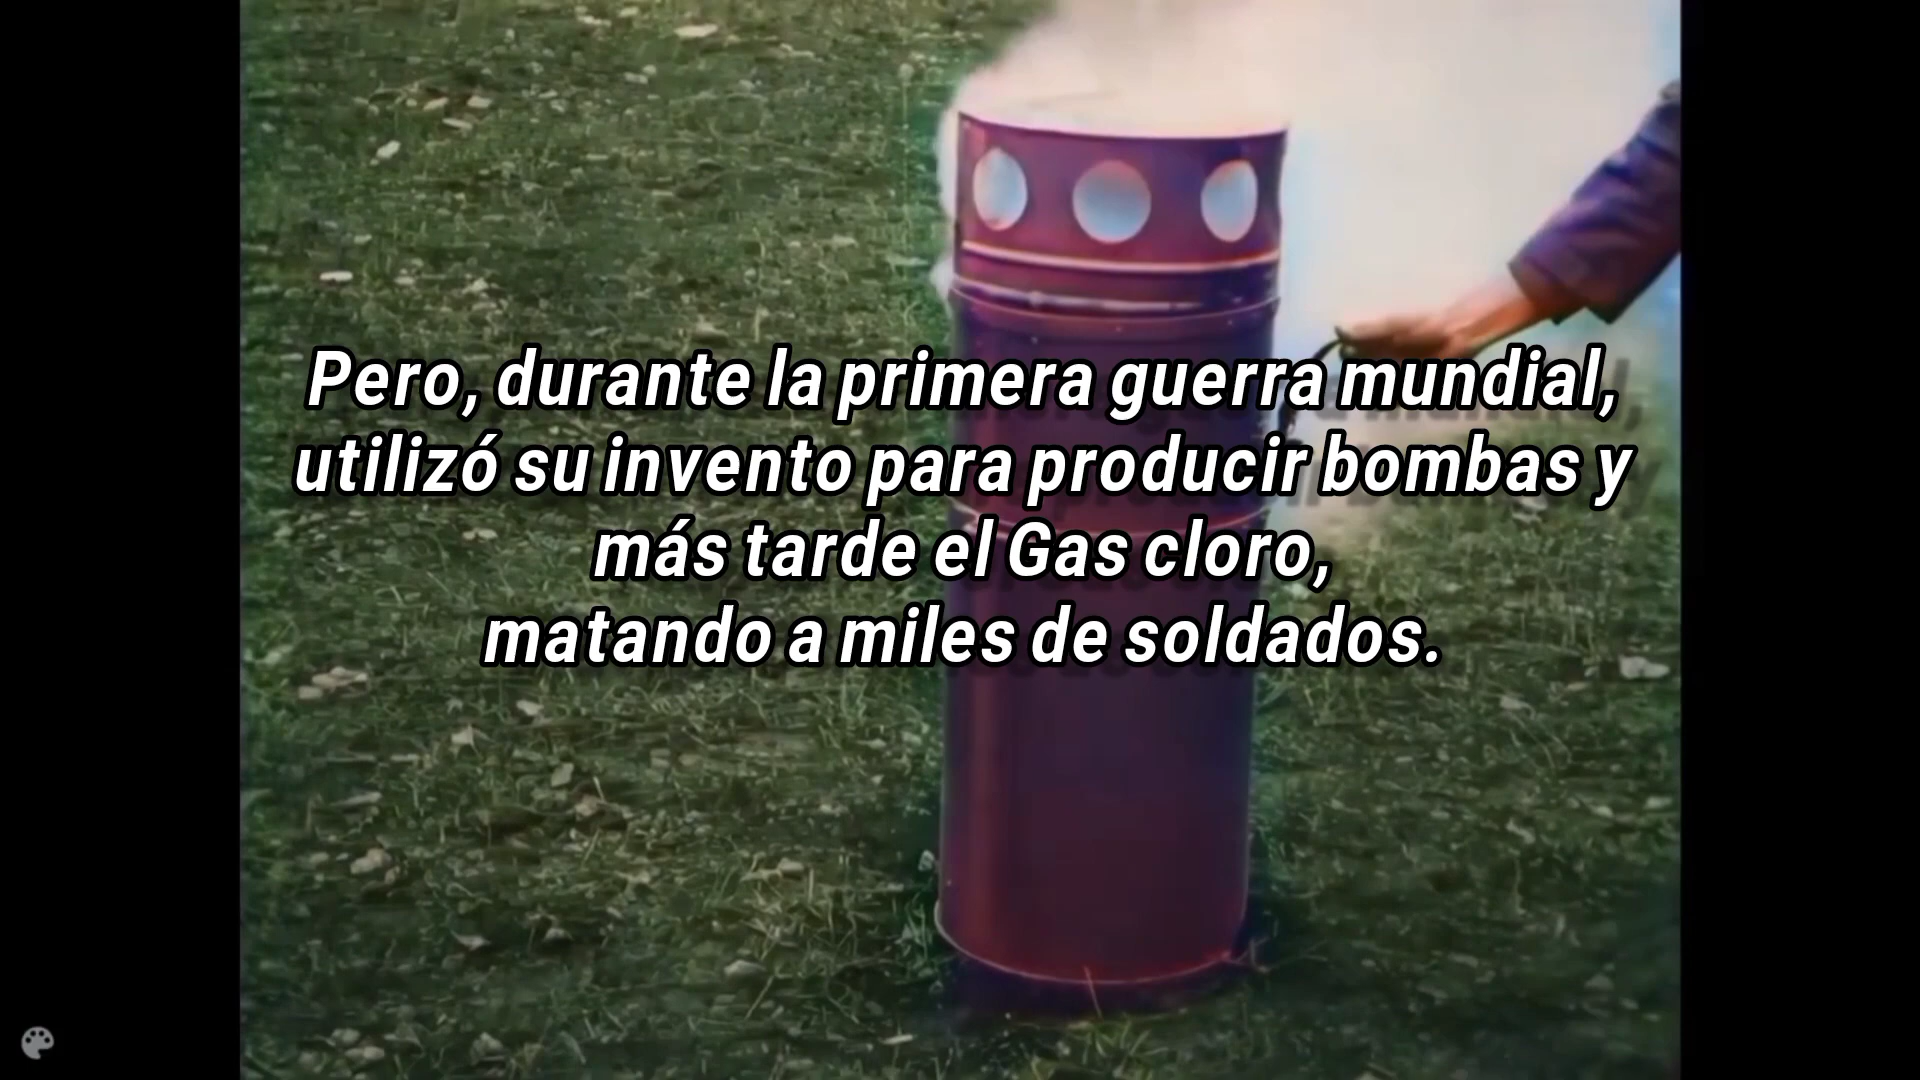 Pero, durante la primera guerra mundial,
utilizó su invento para producir bombas y
más tarde el Gas cloro,
matando a miles de soldados.